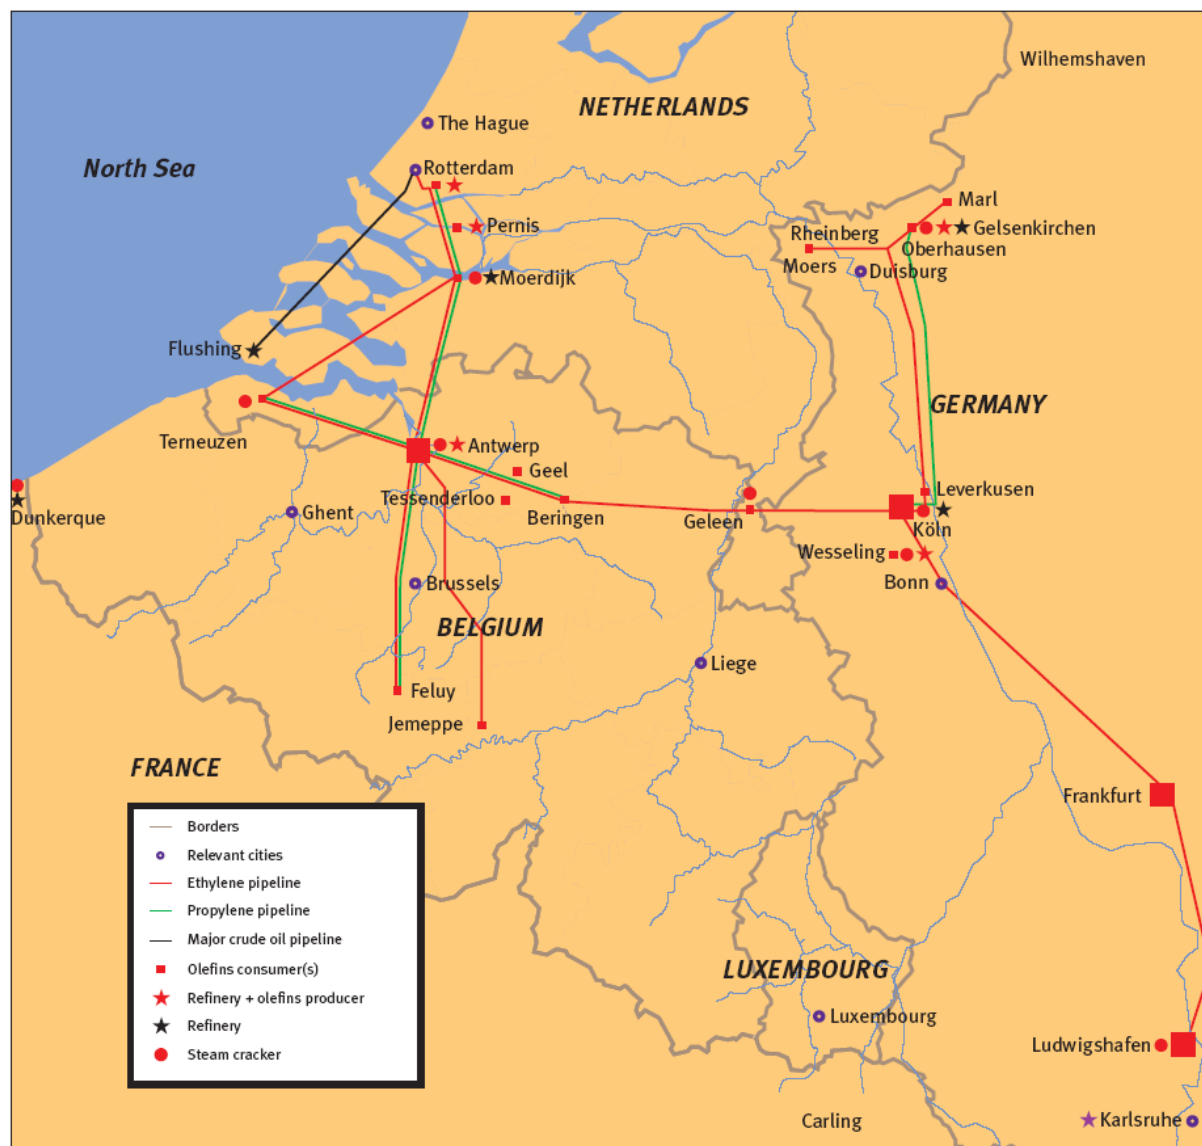 Wilhemshaven
NETHERLANDS
The Hague
North Sea
Rotterdam
Marl
Pernis
Rheinberg
Gelsenkirchen
Oberhausen
Moers
Duisburg
Moerdijk
Flushing
GERMANY
Terneuzen
Antwerp
Geel
Leverkusen
Tessenderloo
Dunkerque
Ghent
Beringen
Geleen
Köln
Wesseling
Bonn
Brussels
BELGIUM
Liege
Feluy
Jemeppe
FRANCE
Frankfurt
Borders
Relevant cities
Ethylene pipeline
Propylene pipeline
Major crude oil pipeline
Olefins consumer(s)
Refinery + olefins producer
Refinery
Steam cracker
LUXEMBOURG
Luxembourg
Ludwigshafen
Carling
Karlsruhe